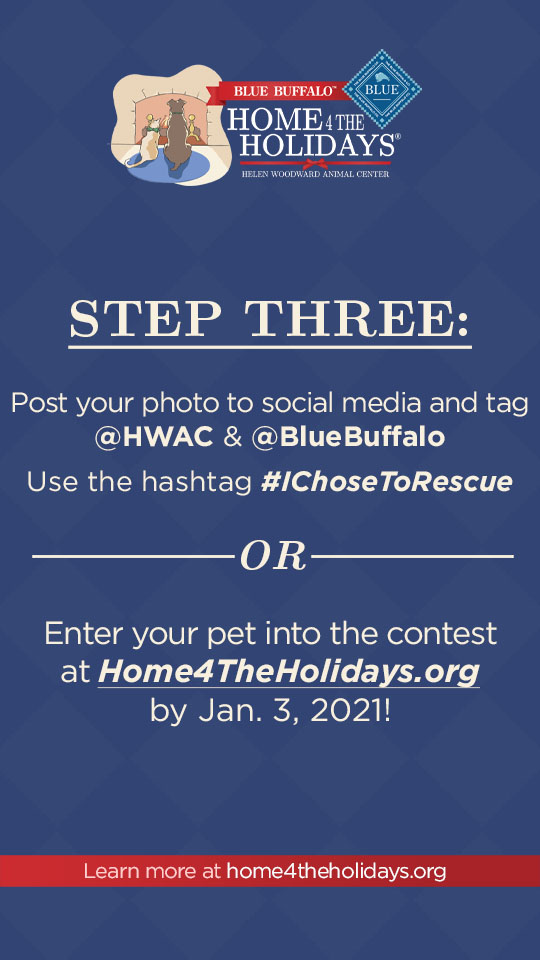 BLUE BUFFALO™
BLUE
HOME 4 THE
HOLIDAYS®
HELEN WOODWARD ANIMAL CENTER
STEP THREE:
Post your photo to social media and tag
@HWAC & @BlueBuffalo
Use the hashtag #IChoseToRescue
OR
Enter your pet into the contest
at Home4TheHolidays.org
by Jan. 3, 2021!
Learn more at home4theholidays.org